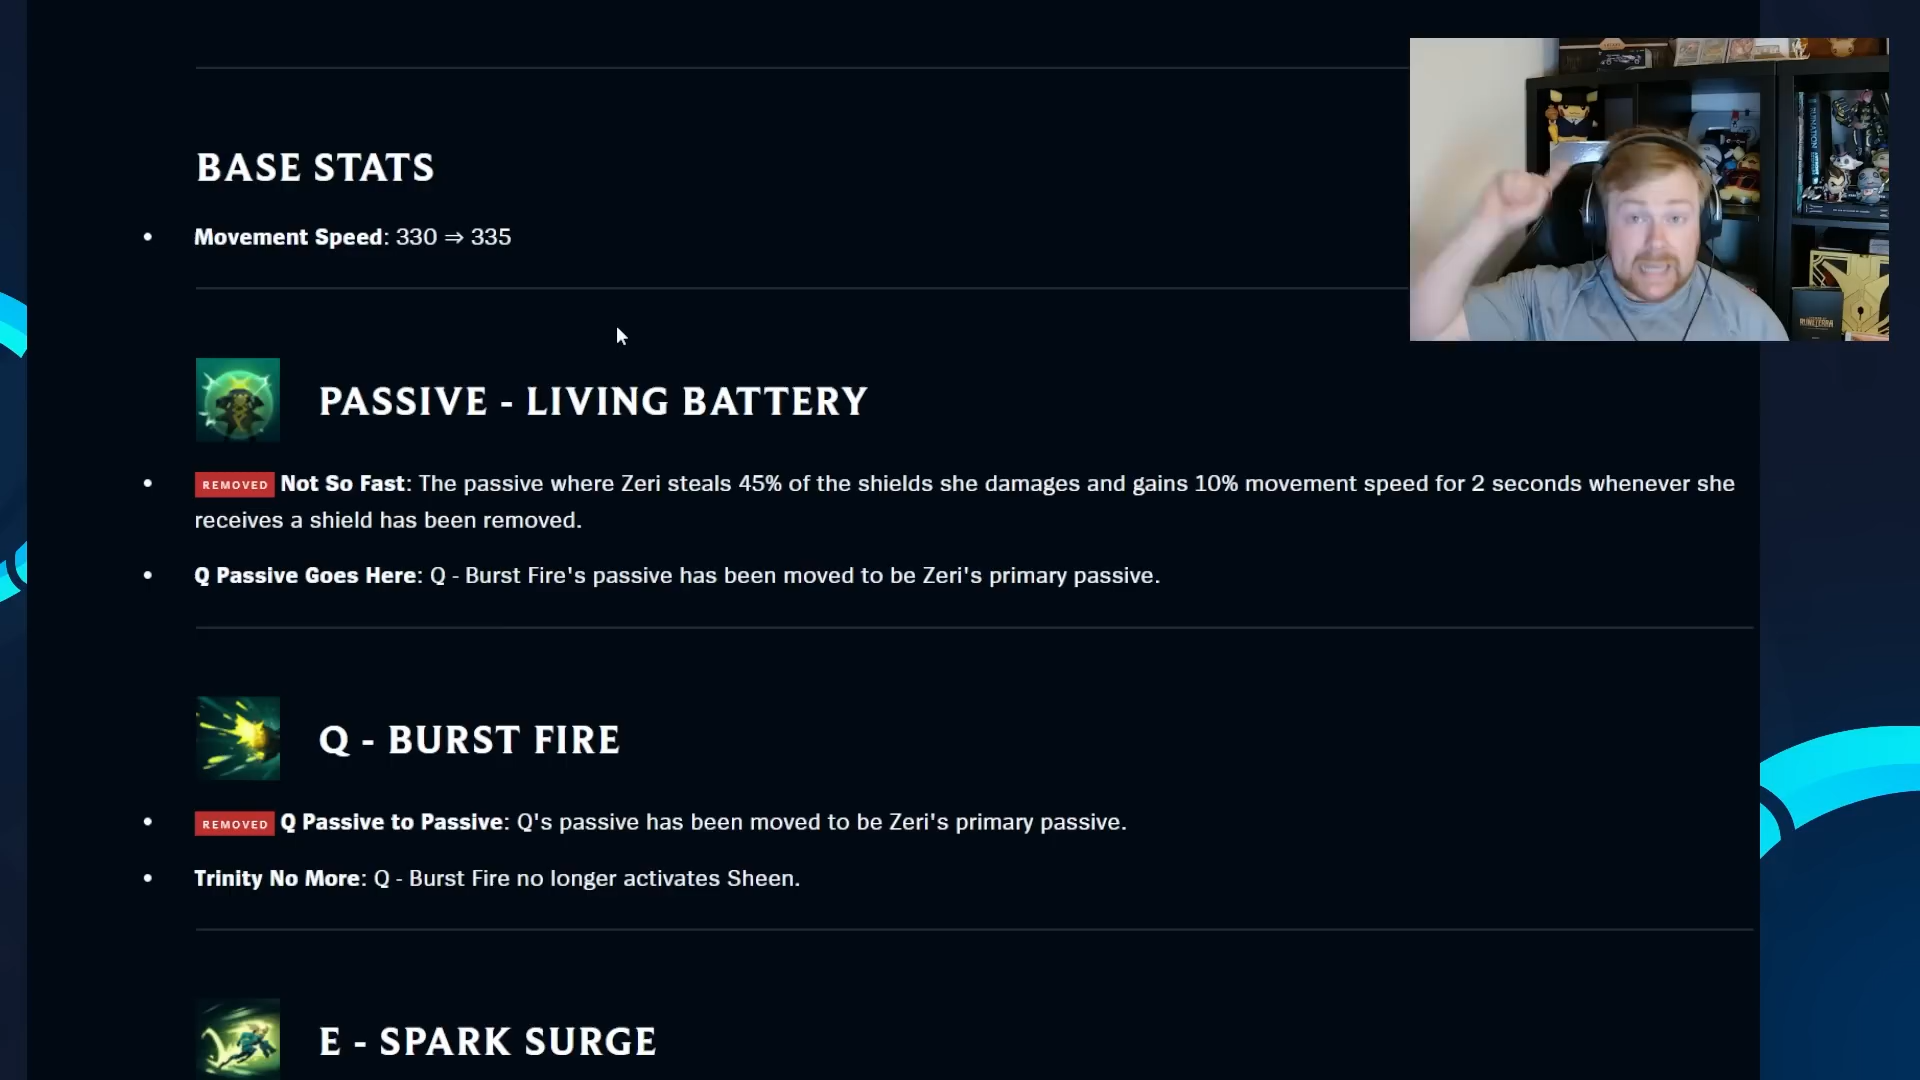 BASE STATS
• Movement Speed: 330 ⇒ 335
PASSIVE - LIVING BATTERY
• REMOVED Not So Fast: The passive where Zeri steals 45% of the shields she damages and gains 10% movement speed for 2 seconds whenever she
receives a shield has been removed.
• Q Passive Goes Here: Q - Burst Fire's passive has been moved to be Zeri's primary passive.
Q - BURST FIRE
• REMOVED Q Passive to Passive: Q's passive has been moved to be Zeri's primary passive.
• Trinity No More: Q - Burst Fire no longer activates Sheen.
E - SPARK SURGE
RUNETERRA